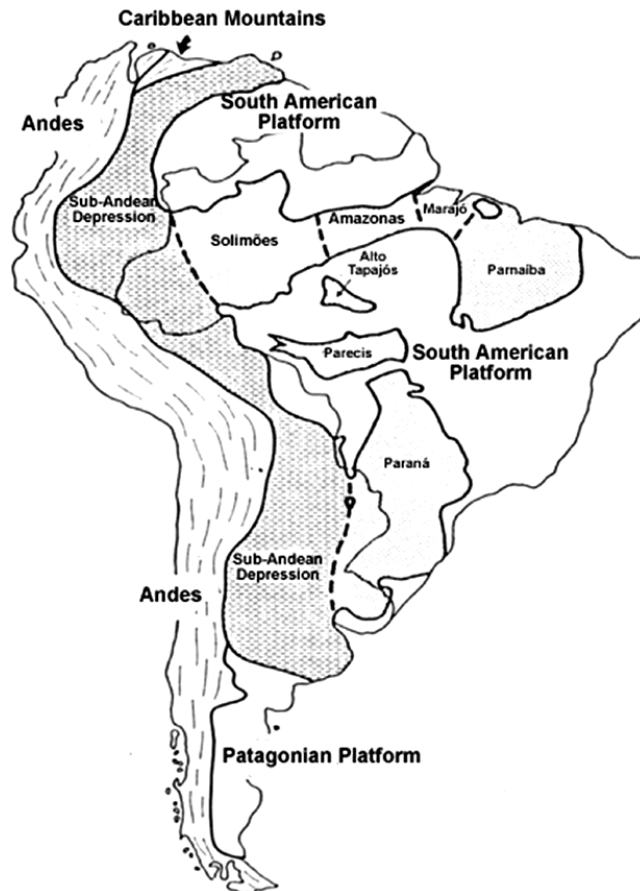 Caribbean Mountains
Andes
South American
Platform
Sub-Andean
Depression
Solimões
Amazonas
Marajó
Alto
Tapajós
Parnaíba
Parecis
South American
Platform
Paraná
Sub-Andean
Depression
Andes
Patagonian Platform